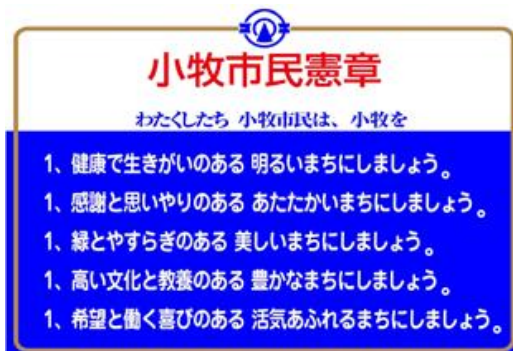 小牧市民憲章
わたくしたち 小牧市民は、小牧を
1、健康で生きがいのある 明るいまちにしましょう。
1、感謝と思いやりのある あたたかいまちにしましょう。
1、緑とやすらぎのある 美しいまちにしましょう。
1、高い文化と教養のある 豊かなまちにしましょう。
1、希望と働く喜びのある 活気あふれるまちにしましょう。